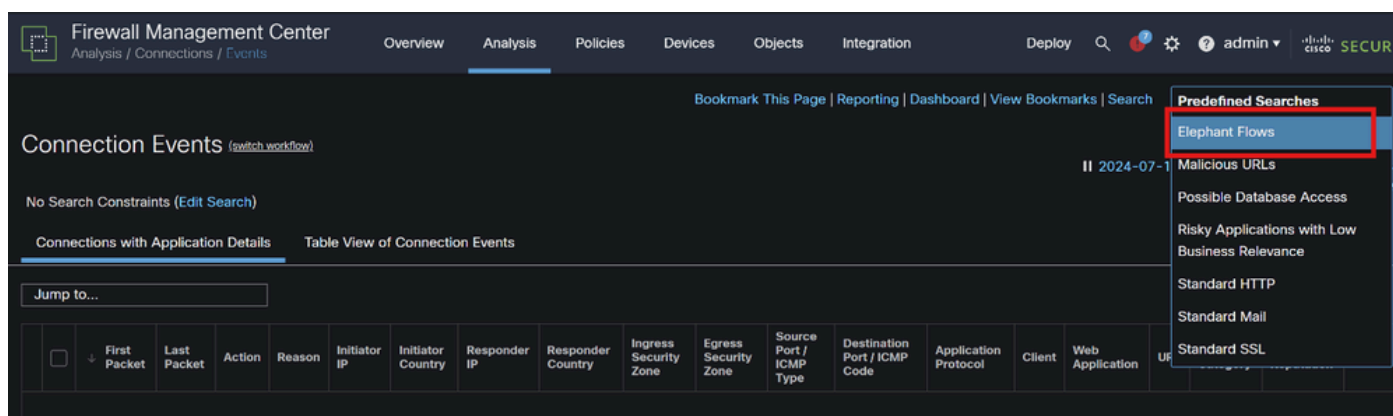 Firewall Management Center
Analysis / Connections / Events
Overview Analysis Policies Devices Objects Integration Deploy 7 ? admin
cisco SECUR
Bookmark This Page | Reporting | Dashboard | View Bookmarks | Search
Predefined Searches
Elephant Flows
Malicious URLs
Possible Database Access
Risky Applications with Low
Business Relevance
Standard HTTP
Standard Mail
Standard SSL
Connection Events (switch workflow)
2024-07-1
No Search Constraints (Edit Search)
Connections with Application Details Table View of Connection Events
Jump to...
First
Packet
Last
Packet
Action
Reason
Initiator
IP
Initiator
Country
Responder
IP
Responder
Country
Ingress
Security
Zone
Egress
Security
Zone
Source
Port /
ICMP
Type
Destination
Port / ICMP
Code
Application
Protocol
Client
Web
Application